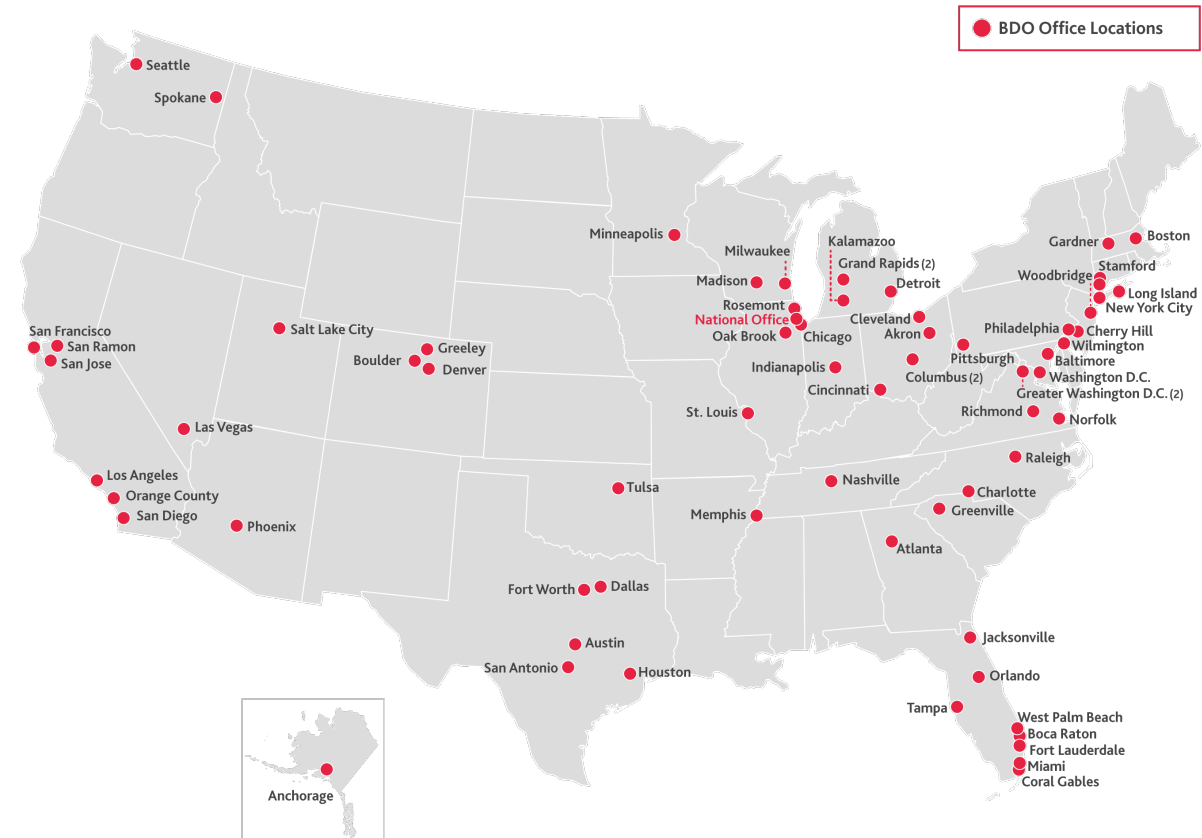 BDO Office Locations
Seattle
Spokane
Minneapolis
Milwaukee
Kalamazoo
Grand Rapids (2)
Madison
Detroit
Gardner
Boston
Stamford
Woodbridge
Long Island
New York City
Rosemont
National Office
Oak Brook
Chicago
Cleveland
Akron
Philadelphia
Cherry Hill
Wilmington
Baltimore
Pittsburgh
Washington D.C.
Greater Washington D.C. (2)
San Francisco
San Ramon
San Jose
Salt Lake City
Greeley
Boulder
Denver
Indianapolis
Columbus (2)
Cincinnati
St. Louis
Richmond
Norfolk
Las Vegas
Los Angeles
Orange County
San Diego
Phoenix
Raleigh
Nashville
Tulsa
Memphis
Charlotte
Greenville
Atlanta
Fort Worth
Dallas
Austin
San Antonio
Houston
Jacksonville
Orlando
Tampa
West Palm Beach
Boca Raton
Fort Lauderdale
Miami
Coral Gables
Anchorage